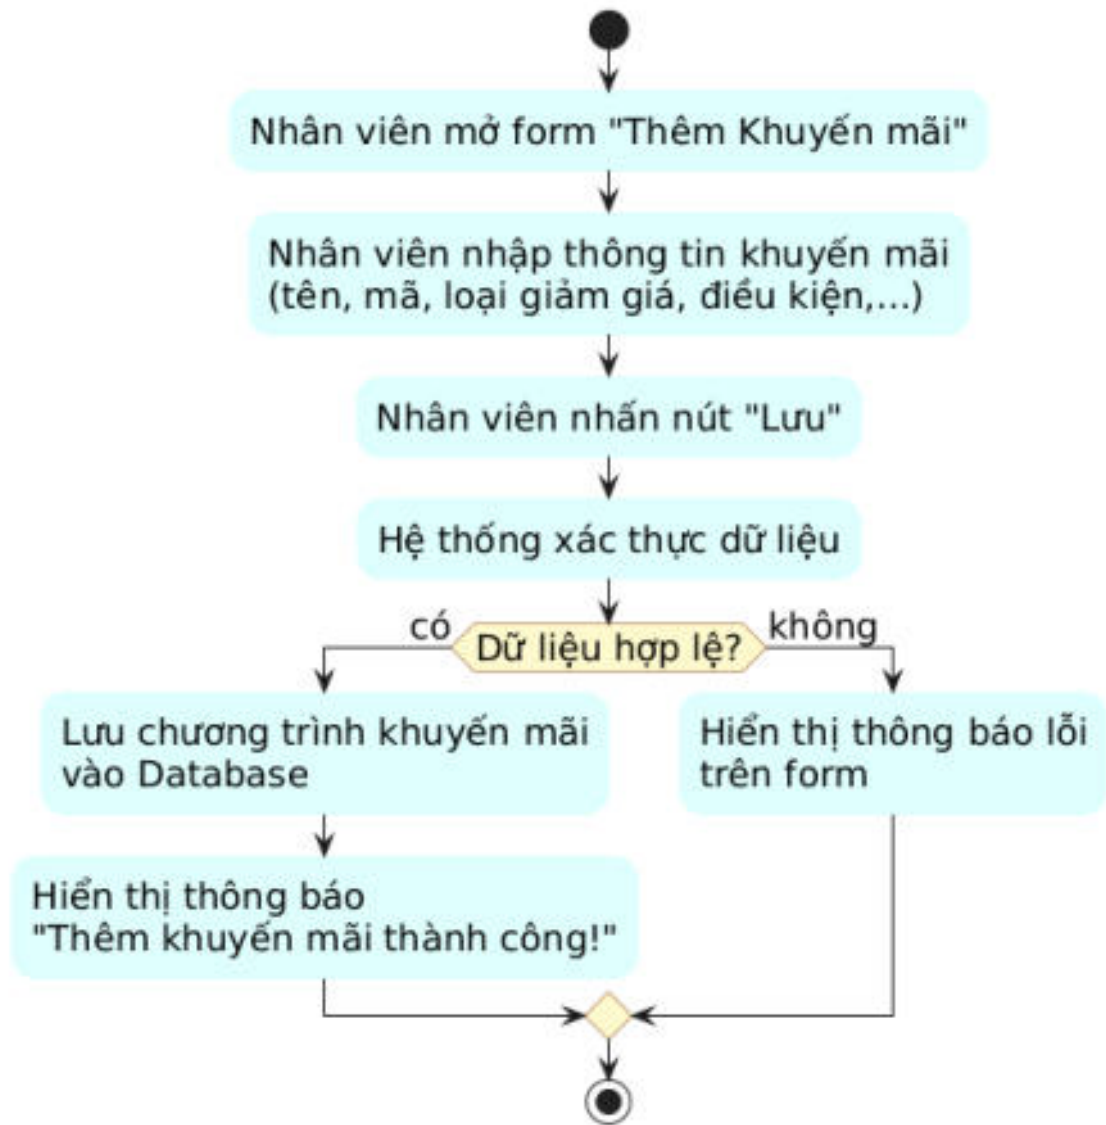 Nhân viên mở form "Thêm Khuyến mãi"
Nhân viên nhập thông tin khuyến mãi
(tên, mã, loại giảm giá, điều kiện,...)
Nhân viên nhấn nút "Lưu"
Hệ thống xác thực dữ liệu
có
Dữ liệu hợp lệ?
không
Lưu chương trình khuyến mãi
vào Database
Hiển thị thông báo lỗi
trên form
Hiển thị thông báo
"Thêm khuyến mãi thành công!"